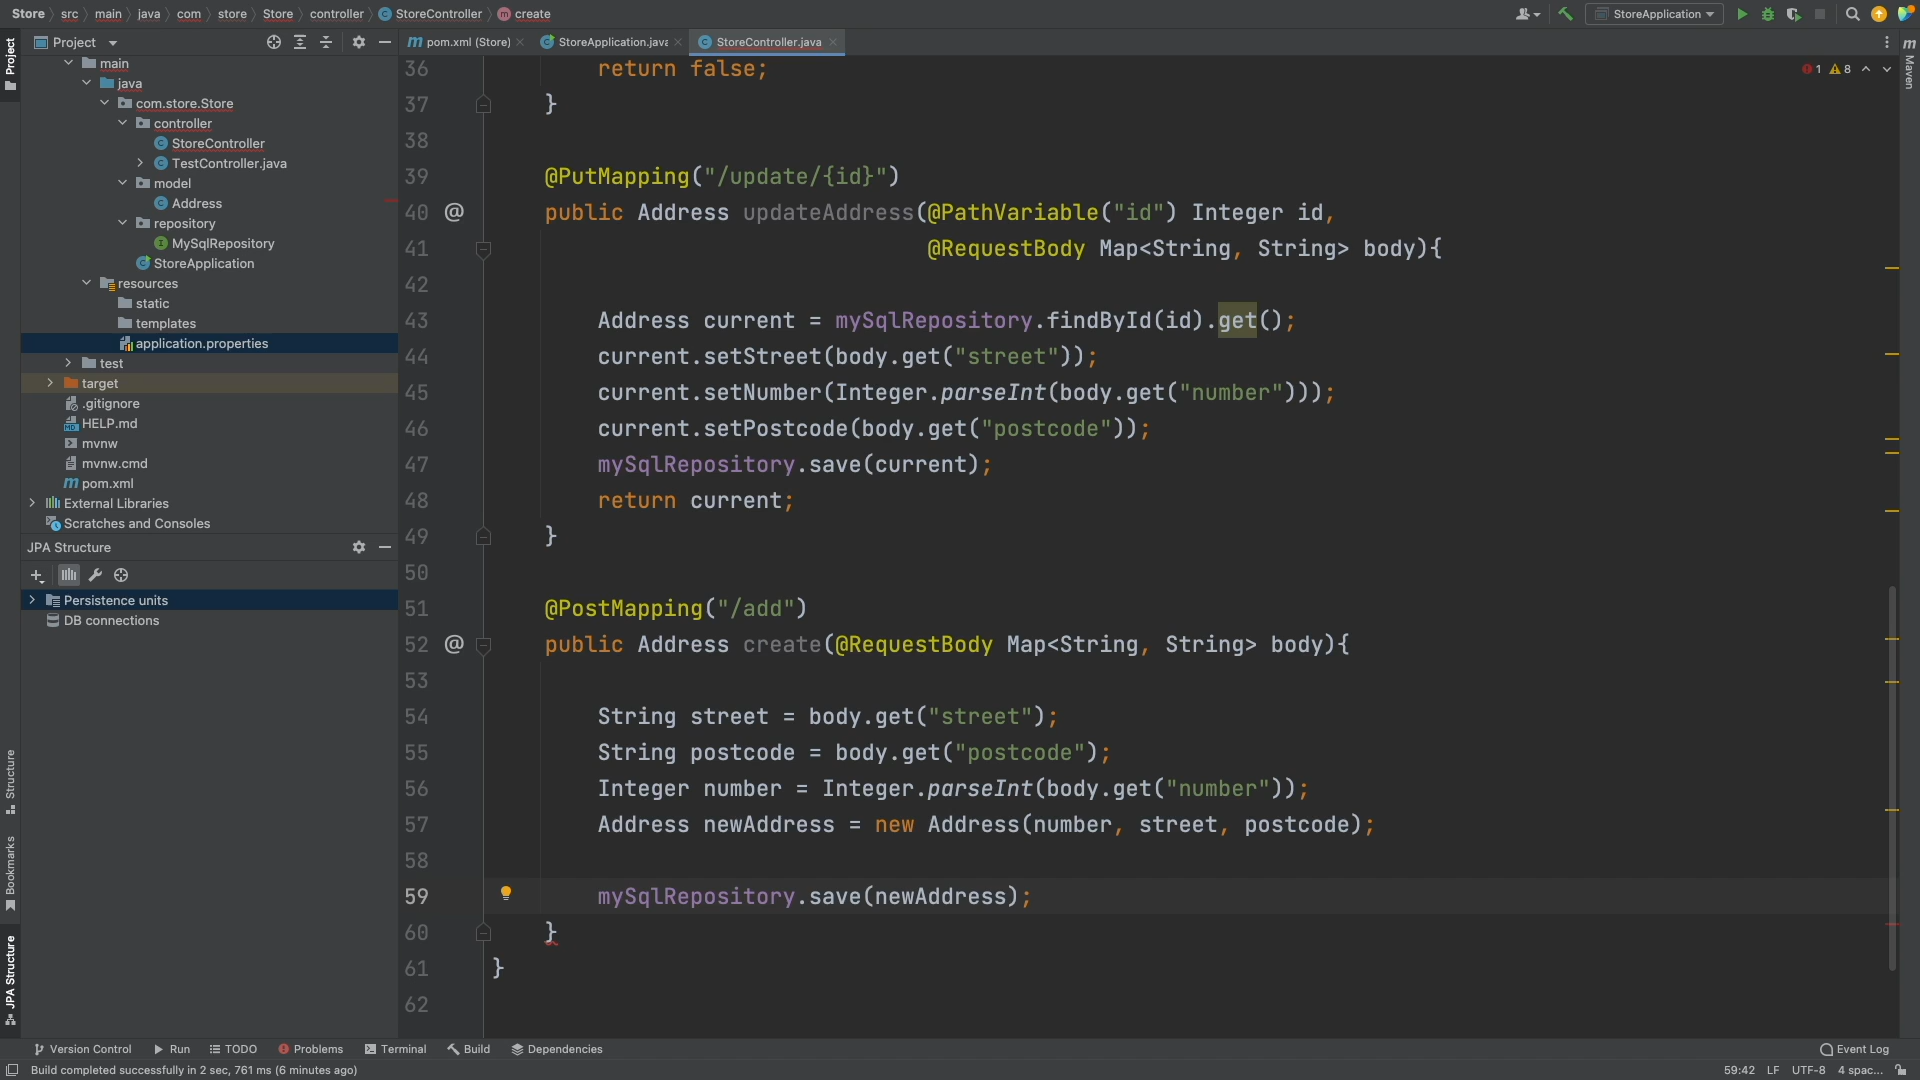 Store src main java com store Store controller StoreController create
StoreApplication
Project
pom.xml (Store)
StoreApplication.java
StoreController.java
Project
Maven
main
java
com.store.Store
controller
StoreController
TestController.java
model
Address
repository
MySqlRepository
StoreApplication
resources
static
templates
application.properties
test
target
.gitignore
HELP.md
mvnw
mvnw.cmd
pom.xml
External Libraries
Scratches and Consoles
JPA Structure
Persistence units
DB connections
Structure
Bookmarks
JPA Structure
1 8
36 return false;
37 }
38
39 @PutMapping("/update/{id}")
40 @ public Address updateAddress(@PathVariable("id") Integer id,
41 @RequestBody Map<String, String> body){
42
43 Address current = mySqlRepository.findById(id).get();
44 current.setStreet(body.get("street"));
45 current.setNumber(Integer.parseInt(body.get("number")));
46 current.setPostcode(body.get("postcode"));
47 mySqlRepository.save(current);
48 return current;
49 }
50
51 @PostMapping("/add")
52 @ public Address create(@RequestBody Map<String, String> body){
53
54 String street = body.get("street");
55 String postcode = body.get("postcode");
56 Integer number = Integer.parseInt(body.get("number"));
57 Address newAddress = new Address(number, street, postcode);
58
59 mySqlRepository.save(newAddress);
60 }
61 }
62
Version Control Run TODO Problems Terminal Build Dependencies Event Log
Build completed successfully in 2 sec, 761 ms (6 minutes ago) 59:42 LF UTF-8 4 spac...